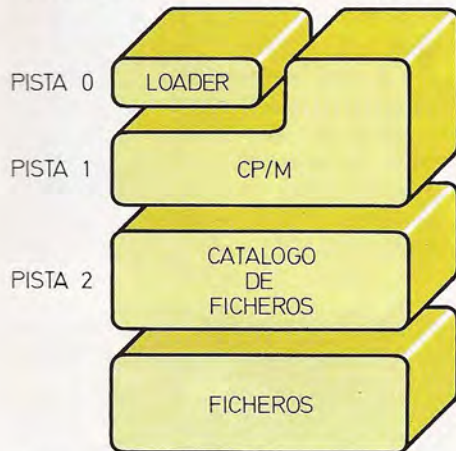 PISTA 0
LOADER
PISTA 1
CP/M
PISTA 2
CATALOGO
DE
FICHEROS
FICHEROS